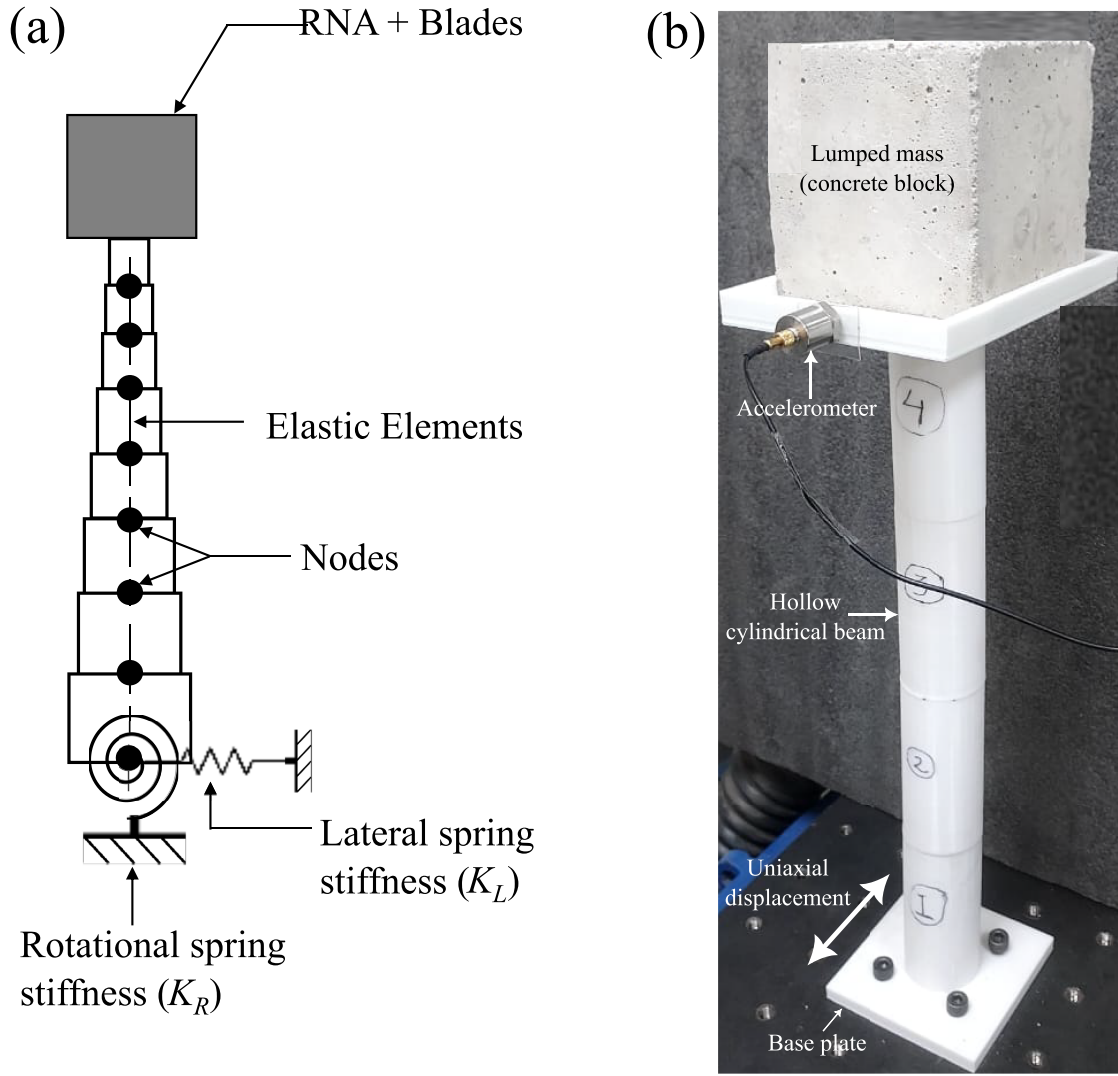 (a)
RNA + Blades
Elastic Elements
Nodes
Lateral spring
stiffness (K_L)
Rotational spring
stiffness (K_R)
(b)
Lumped mass
(concrete block)
Accelerometer
4
3
Hollow
cylindrical beam
2
Uniaxial
displacement
1
Base plate